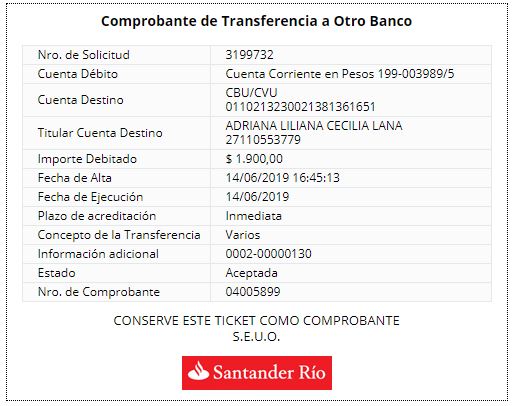 Comprobante de Transferencia a Otro Banco
Nro. de Solicitud 3199732
Cuenta Débito Cuenta Corriente en Pesos 199-003989/5
Cuenta Destino CBU/CVU
0110213230021381361651
Titular Cuenta Destino ADRIANA LILIANA CECILIA LANA
27110553779
Importe Debitado $ 1.900,00
Fecha de Alta 14/06/2019 16:45:13
Fecha de Ejecución 14/06/2019
Plazo de acreditación Inmediata
Concepto de la Transferencia Varios
Información adicional 0002-00000130
Estado Aceptada
Nro. de Comprobante 04005899
CONSERVE ESTE TICKET COMO COMPROBANTE
S.E.U.O.
Santander Río